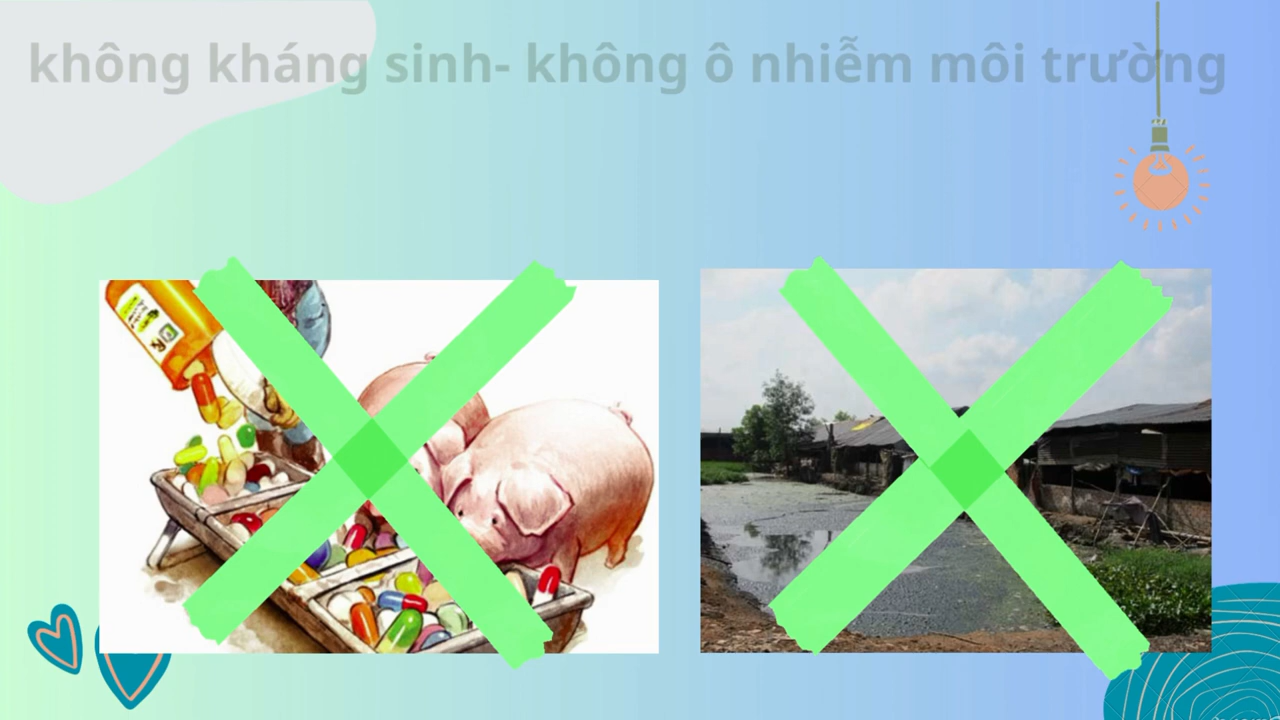 không kháng sinh- không ô nhiễm môi trường